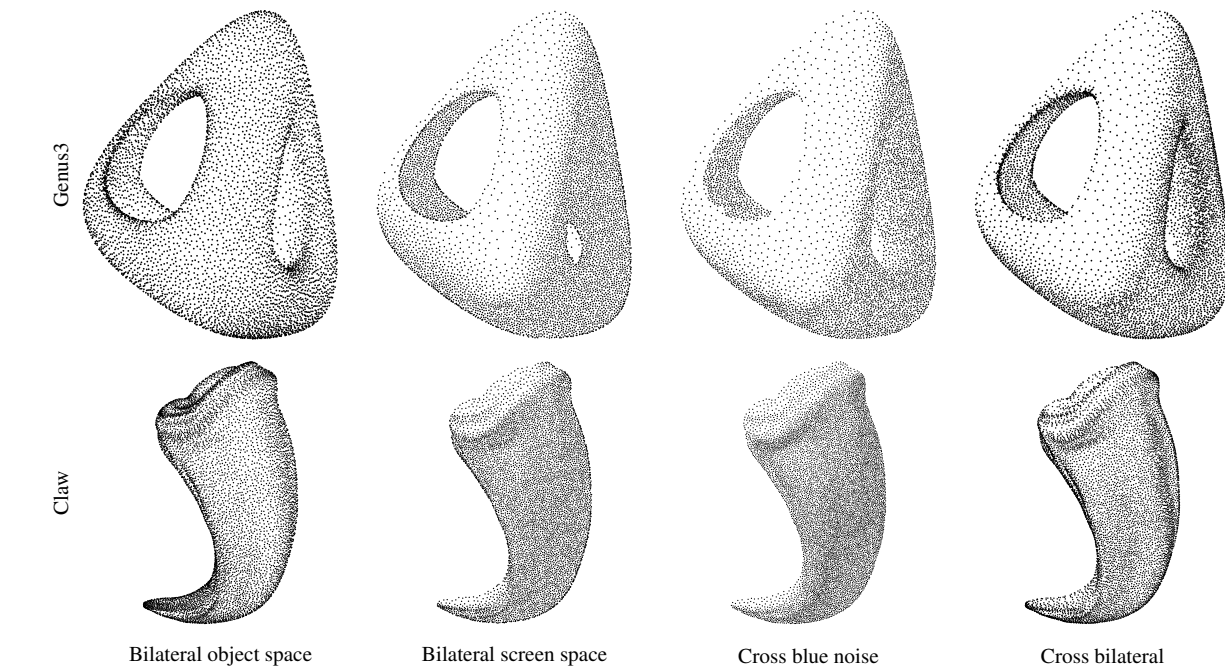 Genus3
Claw
Bilateral object space
Bilateral screen space
Cross blue noise
Cross bilateral